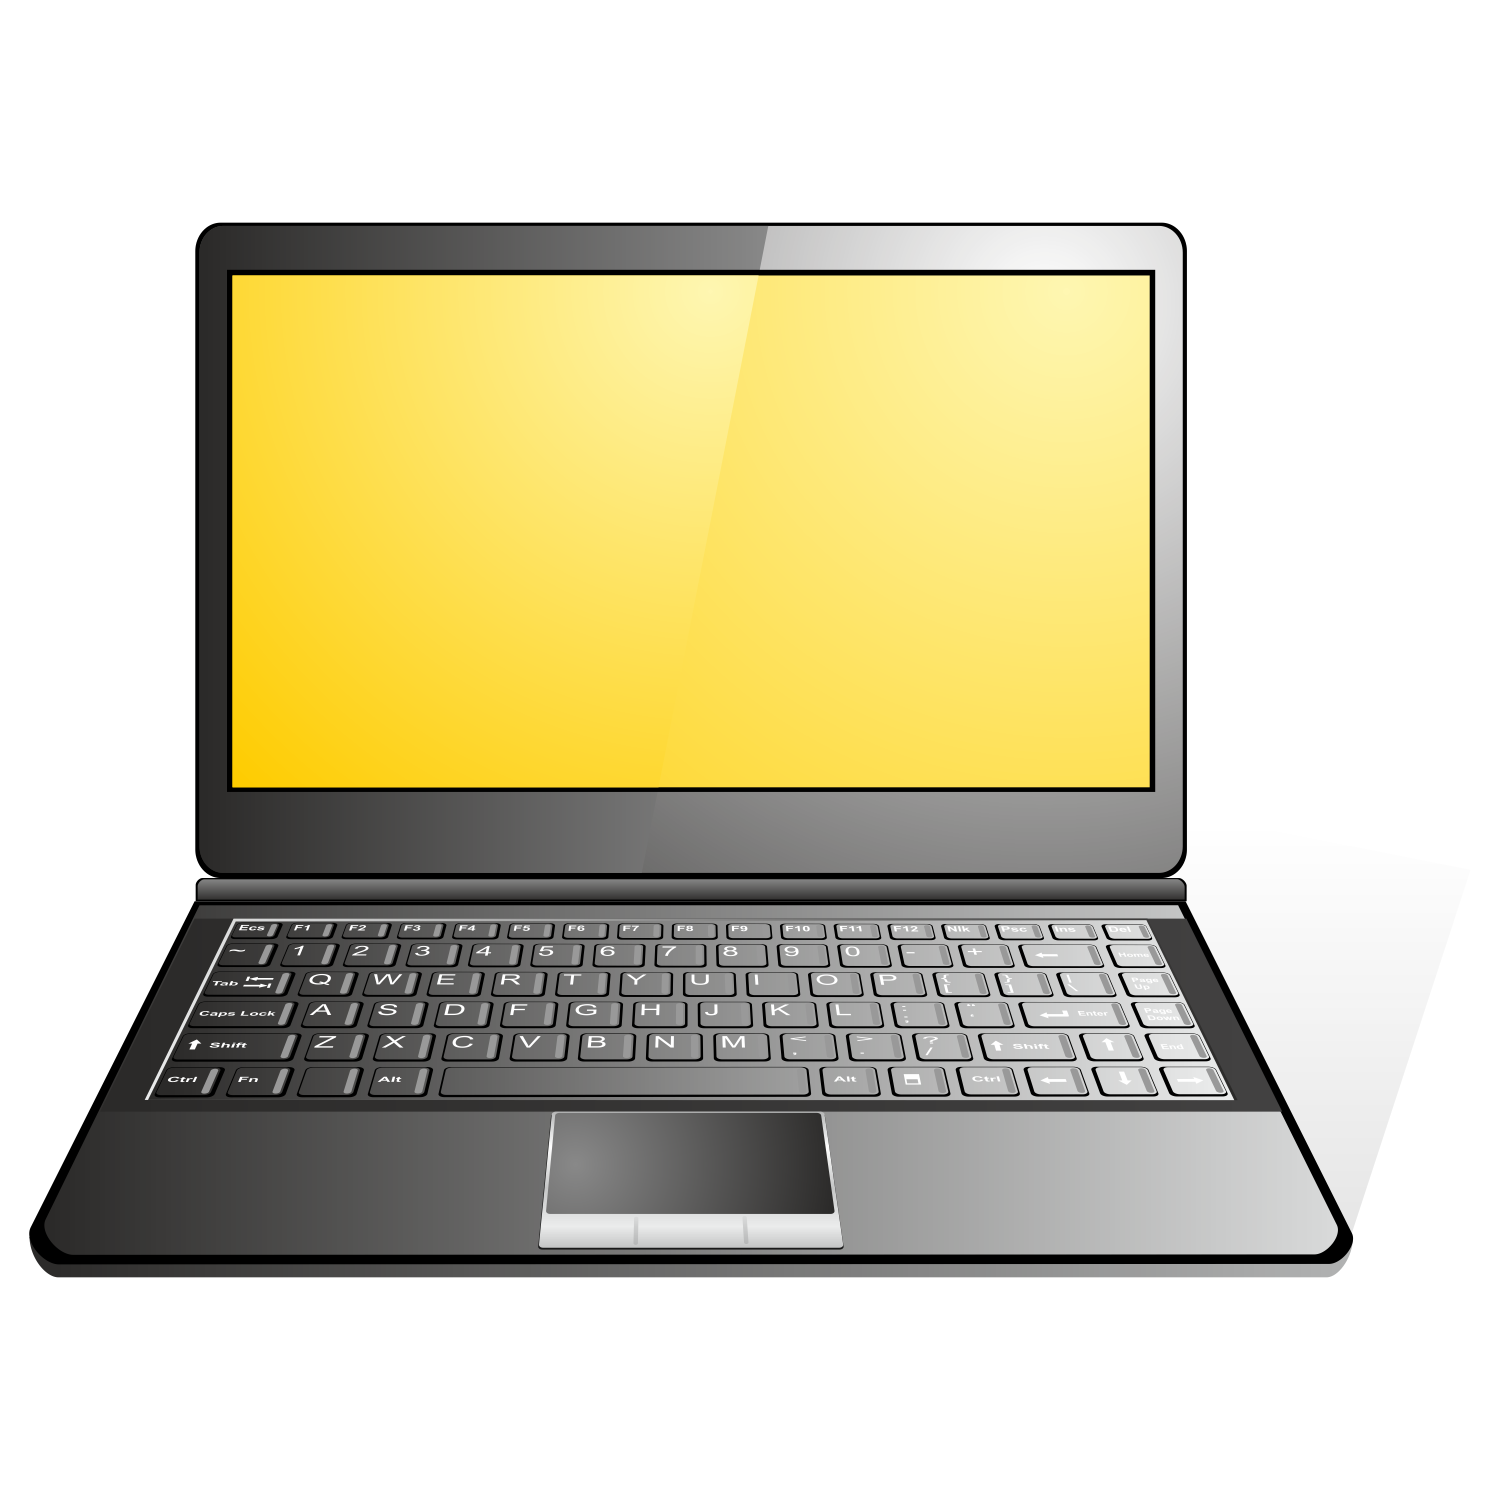 Ecs F1 F2 F3 F4 F5 F6 F7 F8 F9 F10 F11 F12 Nlk Psc Ins Del
~ 1 2 3 4 5 6 7 8 9 0 - + ← Home
Tab Q W E R T Y U I O P { [ } ] | \ Page Up
Caps Lock A S D F G H J K L : ; " ' Enter Page Down
Shift Z X C V B N M < , > . ? / Shift ↑ End
Ctrl Fn Alt Alt Ctrl ← ↓ →